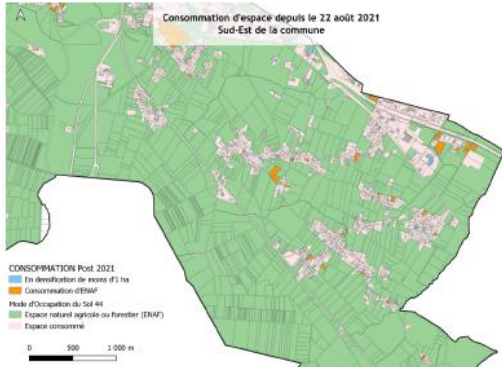 Consommation d'espace depuis le 22 août 2021
Sud-Est de la commune
CONSOMMATION Post 2021
En densification de moins d'1 ha
Consommation d'ENAF
Mode d'Occupation du Sol 44
Espace naturel agricole ou forestier (ENAF)
Espace consommé
0 500 1 000 m